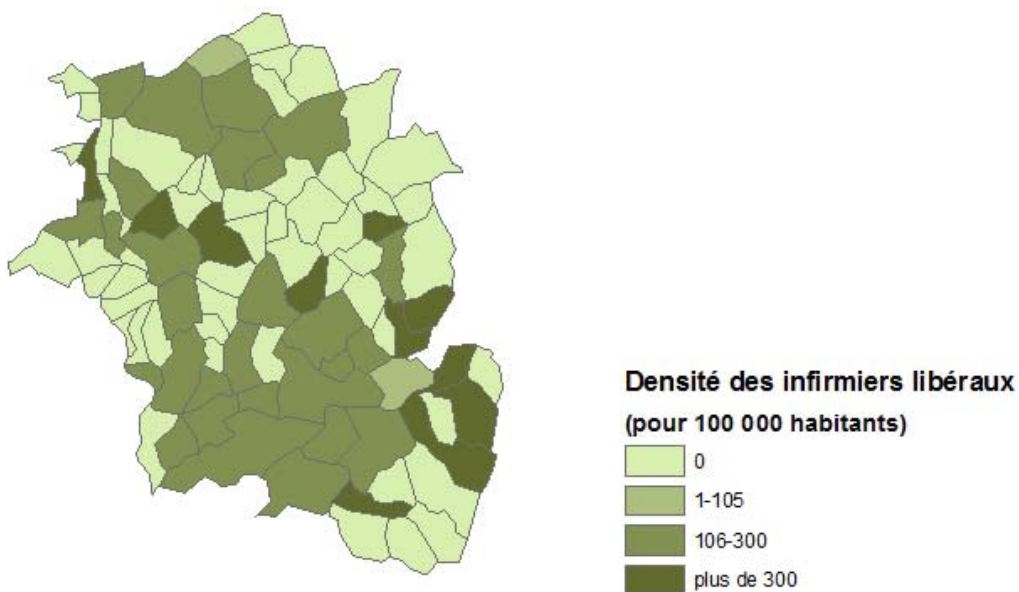 Densité des infirmiers libéraux
(pour 100 000 habitants)
0
1-105
106-300
plus de 300